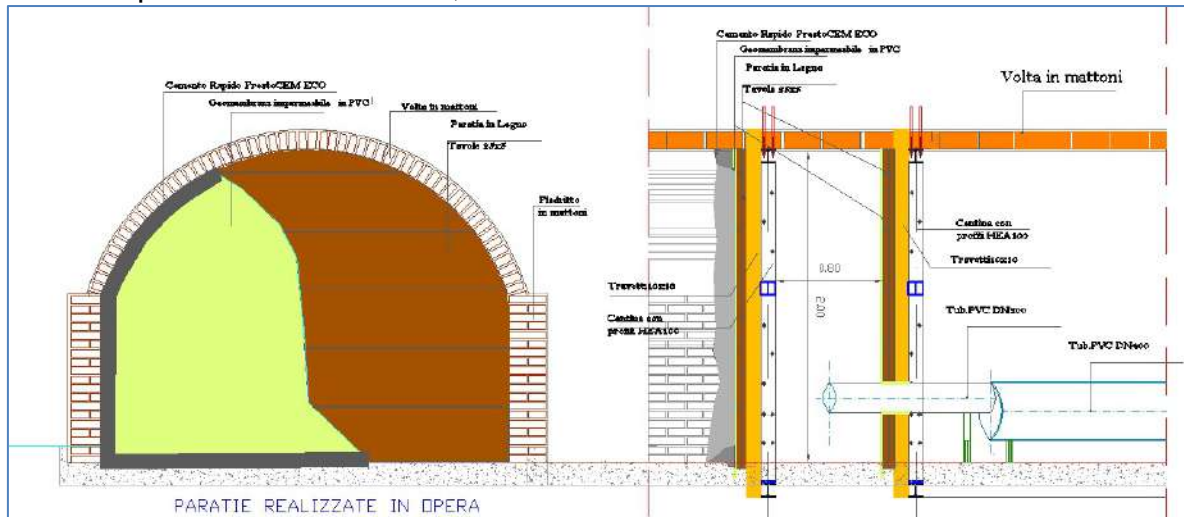 Cemento Rapido PrestoCEM ECO
Geomembrana impermeabile in PVC
Volta in mattoni
Paratia in Legno
Tavole 25x5
Piedritto
in mattoni
PARATIE REALIZZATE IN OPERA
Cemento Rapido PrestoCEM ECO
Geomembrana impermeabile in PVC
Paratia in Legno
Tavole
Volta in mattoni
Centina con
profili HEA100
Travetti
Travetti
Centina con
profili HEA100
0.80
Tub.PVC
Tub.PVC